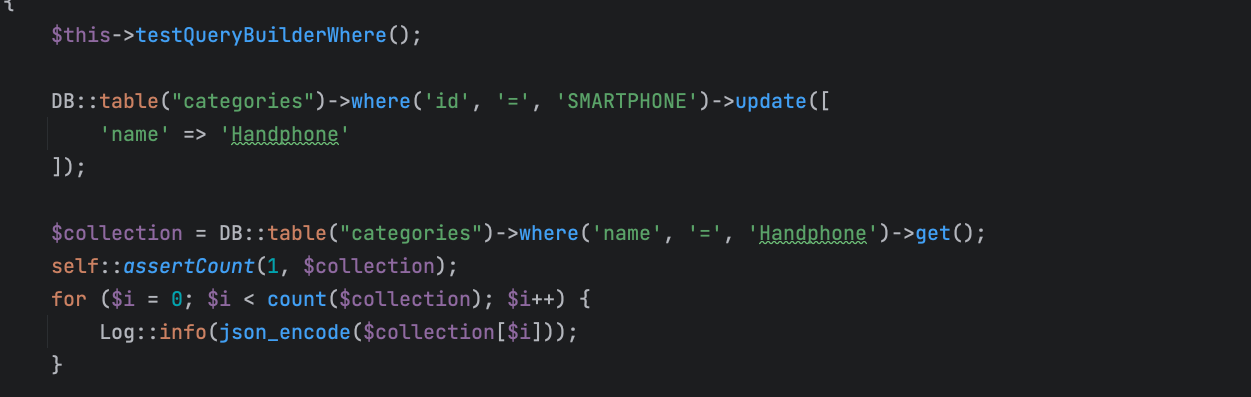 {
$this->testQueryBuilderWhere();
DB::table("categories")->where('id', '=', 'SMARTPHONE')->update([
'name' => 'Handphone'
]);
$collection = DB::table("categories")->where('name', '=', 'Handphone')->get();
self::assertCount(1, $collection);
for ($i = 0; $i < count($collection); $i++) {
Log::info(json_encode($collection[$i]));
}